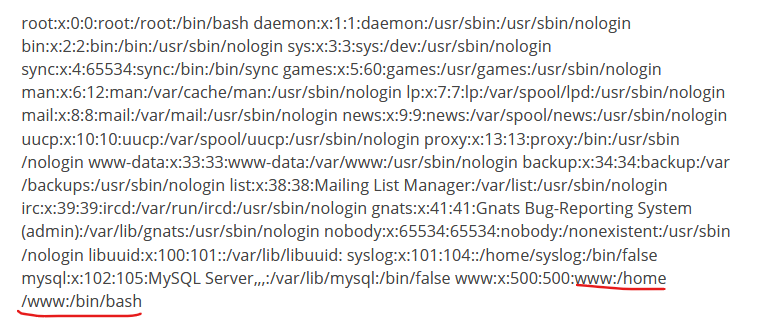 root:x:0:0:root:/root:/bin/bash daemon:x:1:1:daemon:/usr/sbin:/usr/sbin/nologin
bin:x:2:2:bin:/bin:/usr/sbin/nologin sys:x:3:3:sys:/dev:/usr/sbin/nologin
sync:x:4:65534:sync:/bin:/bin/sync games:x:5:60:games:/usr/games:/usr/sbin/nologin
man:x:6:12:man:/var/cache/man:/usr/sbin/nologin lp:x:7:7:lp:/var/spool/lpd:/usr/sbin/nologin
mail:x:8:8:mail:/var/mail:/usr/sbin/nologin news:x:9:9:news:/var/spool/news:/usr/sbin/nologin
uucp:x:10:10:uucp:/var/spool/uucp:/usr/sbin/nologin proxy:x:13:13:proxy:/bin:/usr/sbin
/nologin www-data:x:33:33:www-data:/var/www:/usr/sbin/nologin backup:x:34:34:backup:/var
/backups:/usr/sbin/nologin list:x:38:38:Mailing List Manager:/var/list:/usr/sbin/nologin
irc:x:39:39:ircd:/var/run/ircd:/usr/sbin/nologin gnats:x:41:41:Gnats Bug-Reporting System
(admin):/var/lib/gnats:/usr/sbin/nologin nobody:x:65534:65534:nobody:/nonexistent:/usr/sbin
/nologin libuuid:x:100:101::/var/lib/libuuid: syslog:x:101:104::/home/syslog:/bin/false
mysql:x:102:105:MySQL Server,,,:/var/lib/mysql:/bin/false www:x:500:500:www:/home
/www:/bin/bash